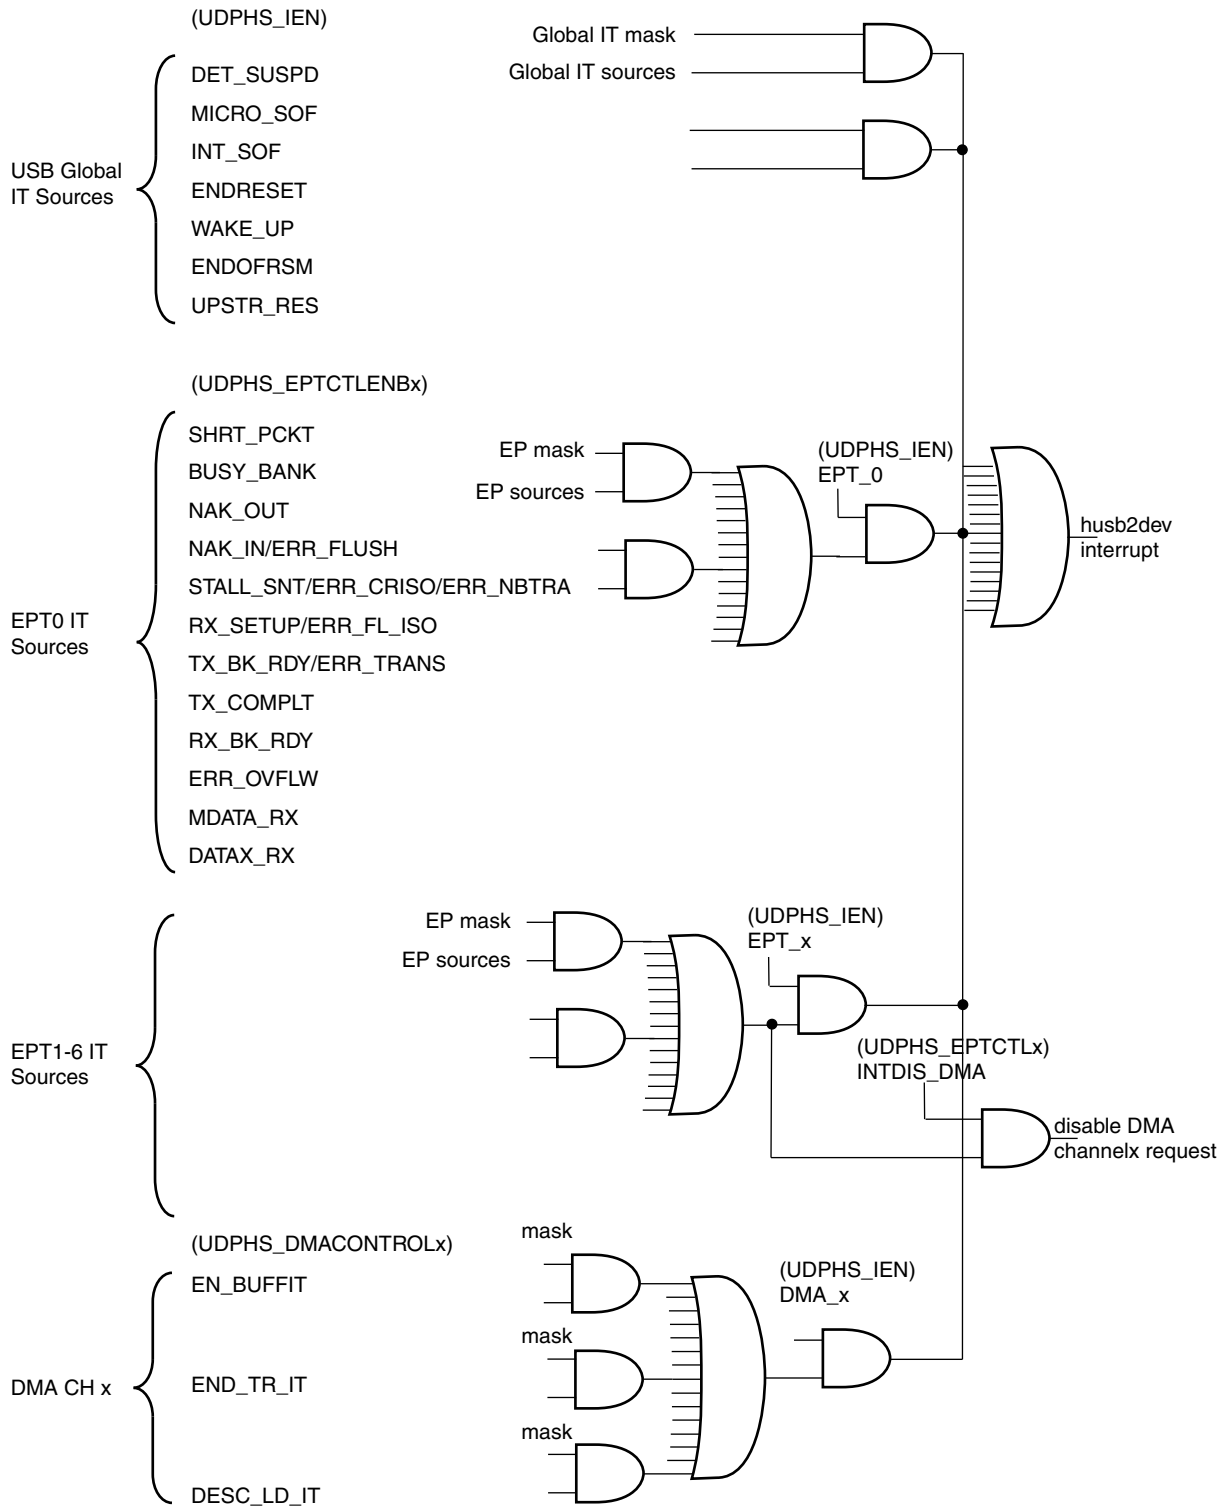 (UDPHS_IEN)
Global IT mask
DET_SUSPD
Global IT sources
MICRO_SOF
INT_SOF
USB Global
IT Sources
ENDRESET
WAKE_UP
ENDOFRSM
UPSTR_RES
(UDPHS_EPTCTLENBx)
SHRT_PCKT
EP mask
(UDPHS_IEN)
EPT_0
BUSY_BANK
EP sources
NAK_OUT
husb2dev
interrupt
NAK_IN/ERR_FLUSH
STALL_SNT/ERR_CRISO/ERR_NBTRA
EPT0 IT
Sources
RX_SETUP/ERR_FL_ISO
TX_BK_RDY/ERR_TRANS
TX_COMPLT
RX_BK_RDY
ERR_OVFLW
MDATA_RX
DATAX_RX
EP mask
(UDPHS_IEN)
EPT_x
EP sources
EPT1-6 IT
Sources
(UDPHS_EPTCTLx)
INTDIS_DMA
disable DMA
channelx request
(UDPHS_DMACONTROLx)
mask
EN_BUFFIT
(UDPHS_IEN)
DMA_x
mask
DMA CH x
END_TR_IT
mask
DESC_LD_IT